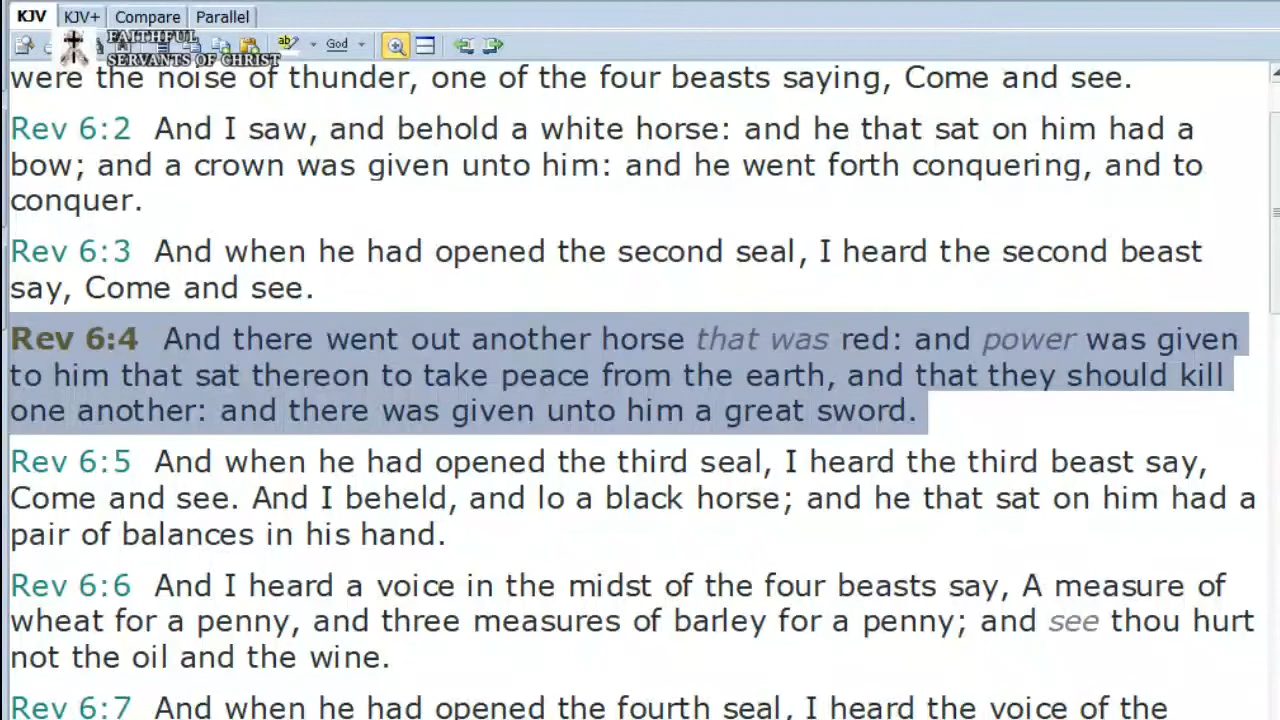 KJV KJV+ Compare Parallel
God
FAITHFUL
SERVANTS OF CHRIST
were the noise of thunder, one of the four beasts saying, Come and see.
Rev 6:2 And I saw, and behold a white horse: and he that sat on him had a
bow; and a crown was given unto him: and he went forth conquering, and to
conquer.
Rev 6:3 And when he had opened the second seal, I heard the second beast
say, Come and see.
Rev 6:4 And there went out another horse that was red: and power was given
to him that sat thereon to take peace from the earth, and that they should kill
one another: and there was given unto him a great sword.
Rev 6:5 And when he had opened the third seal, I heard the third beast say,
Come and see. And I beheld, and lo a black horse; and he that sat on him had a
pair of balances in his hand.
Rev 6:6 And I heard a voice in the midst of the four beasts say, A measure of
wheat for a penny, and three measures of barley for a penny; and see thou hurt
not the oil and the wine.
Rev 6:7 And when he had opened the fourth seal, I heard the voice of the